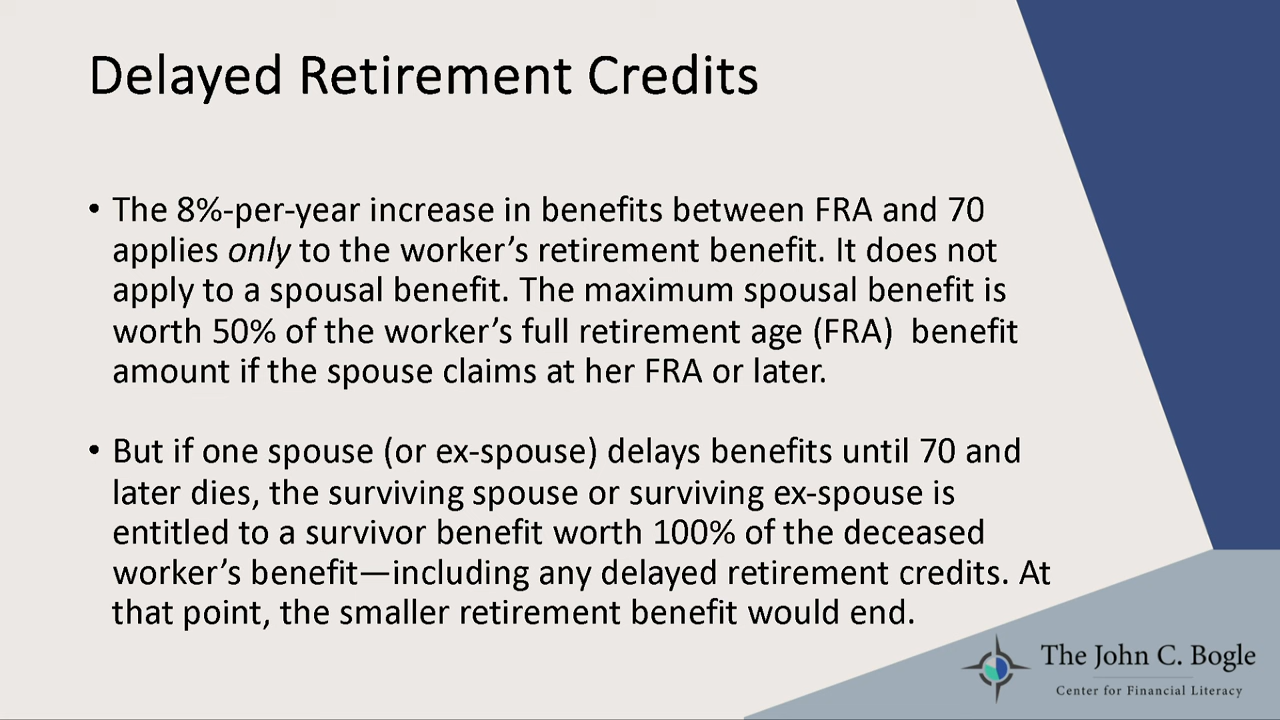 Delayed Retirement Credits
• The 8%-per-year increase in benefits between FRA and 70
applies only to the worker’s retirement benefit. It does not
apply to a spousal benefit. The maximum spousal benefit is
worth 50% of the worker’s full retirement age (FRA)  benefit
amount if the spouse claims at her FRA or later.
• But if one spouse (or ex-spouse) delays benefits until 70 and
later dies, the surviving spouse or surviving ex-spouse is
entitled to a survivor benefit worth 100% of the deceased
worker’s benefit—including any delayed retirement credits. At
that point, the smaller retirement benefit would end.
The John C. Bogle
Center for Financial Literacy